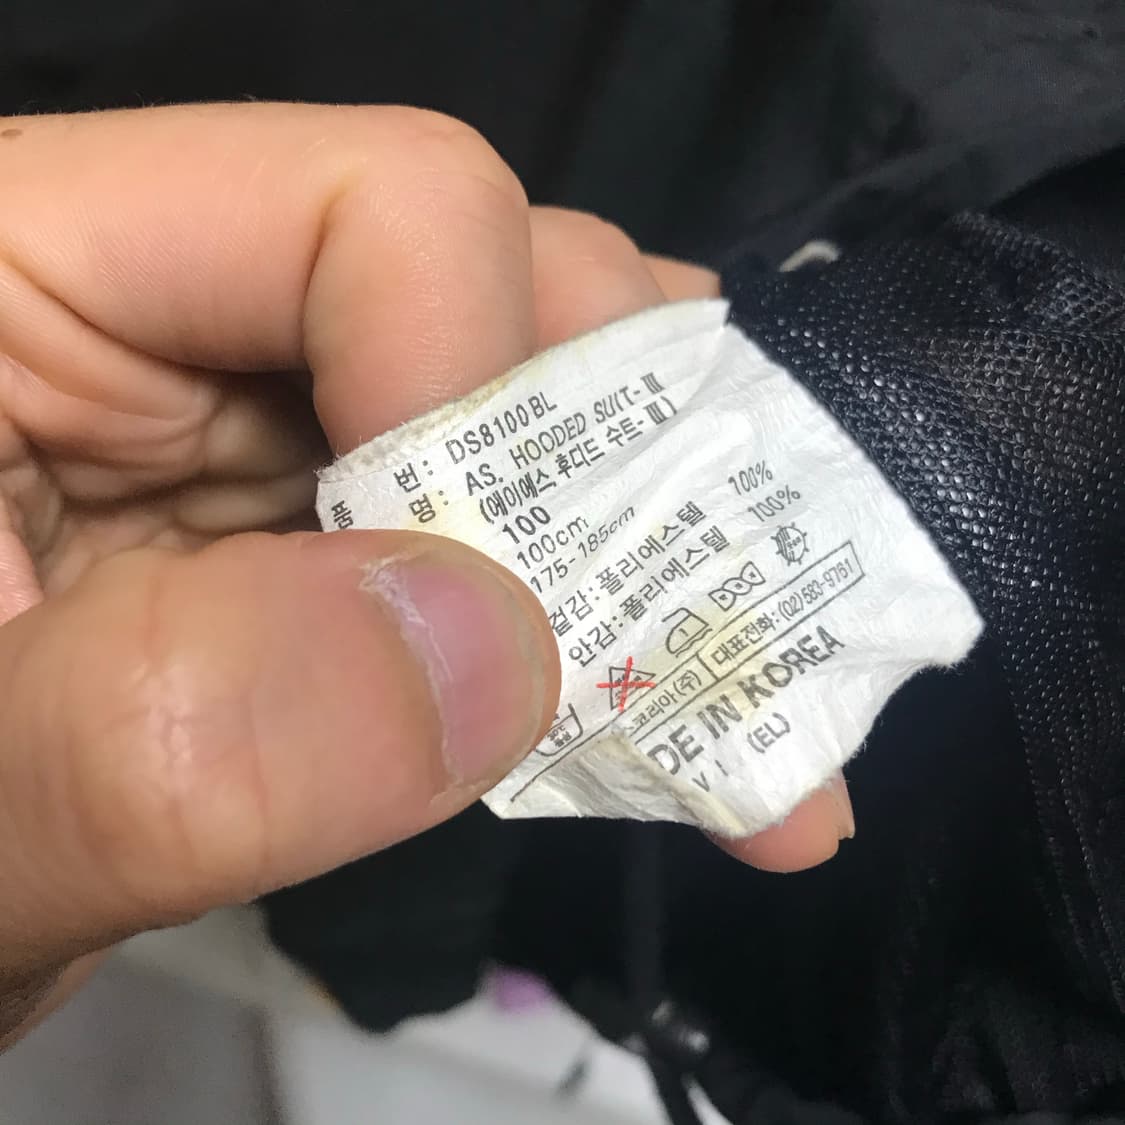 품 번 : DS8100BL
명 : AS. HOODED SUIT-Ⅲ
(에이에스 후디드 수트-Ⅲ)
100
100cm
175-185cm
겉감 : 폴리에스텔 100%
안감 : 폴리에스텔 100%
스코리아(주) 대표전화:(02)583-9761
DE IN KOREA
V I (EL)